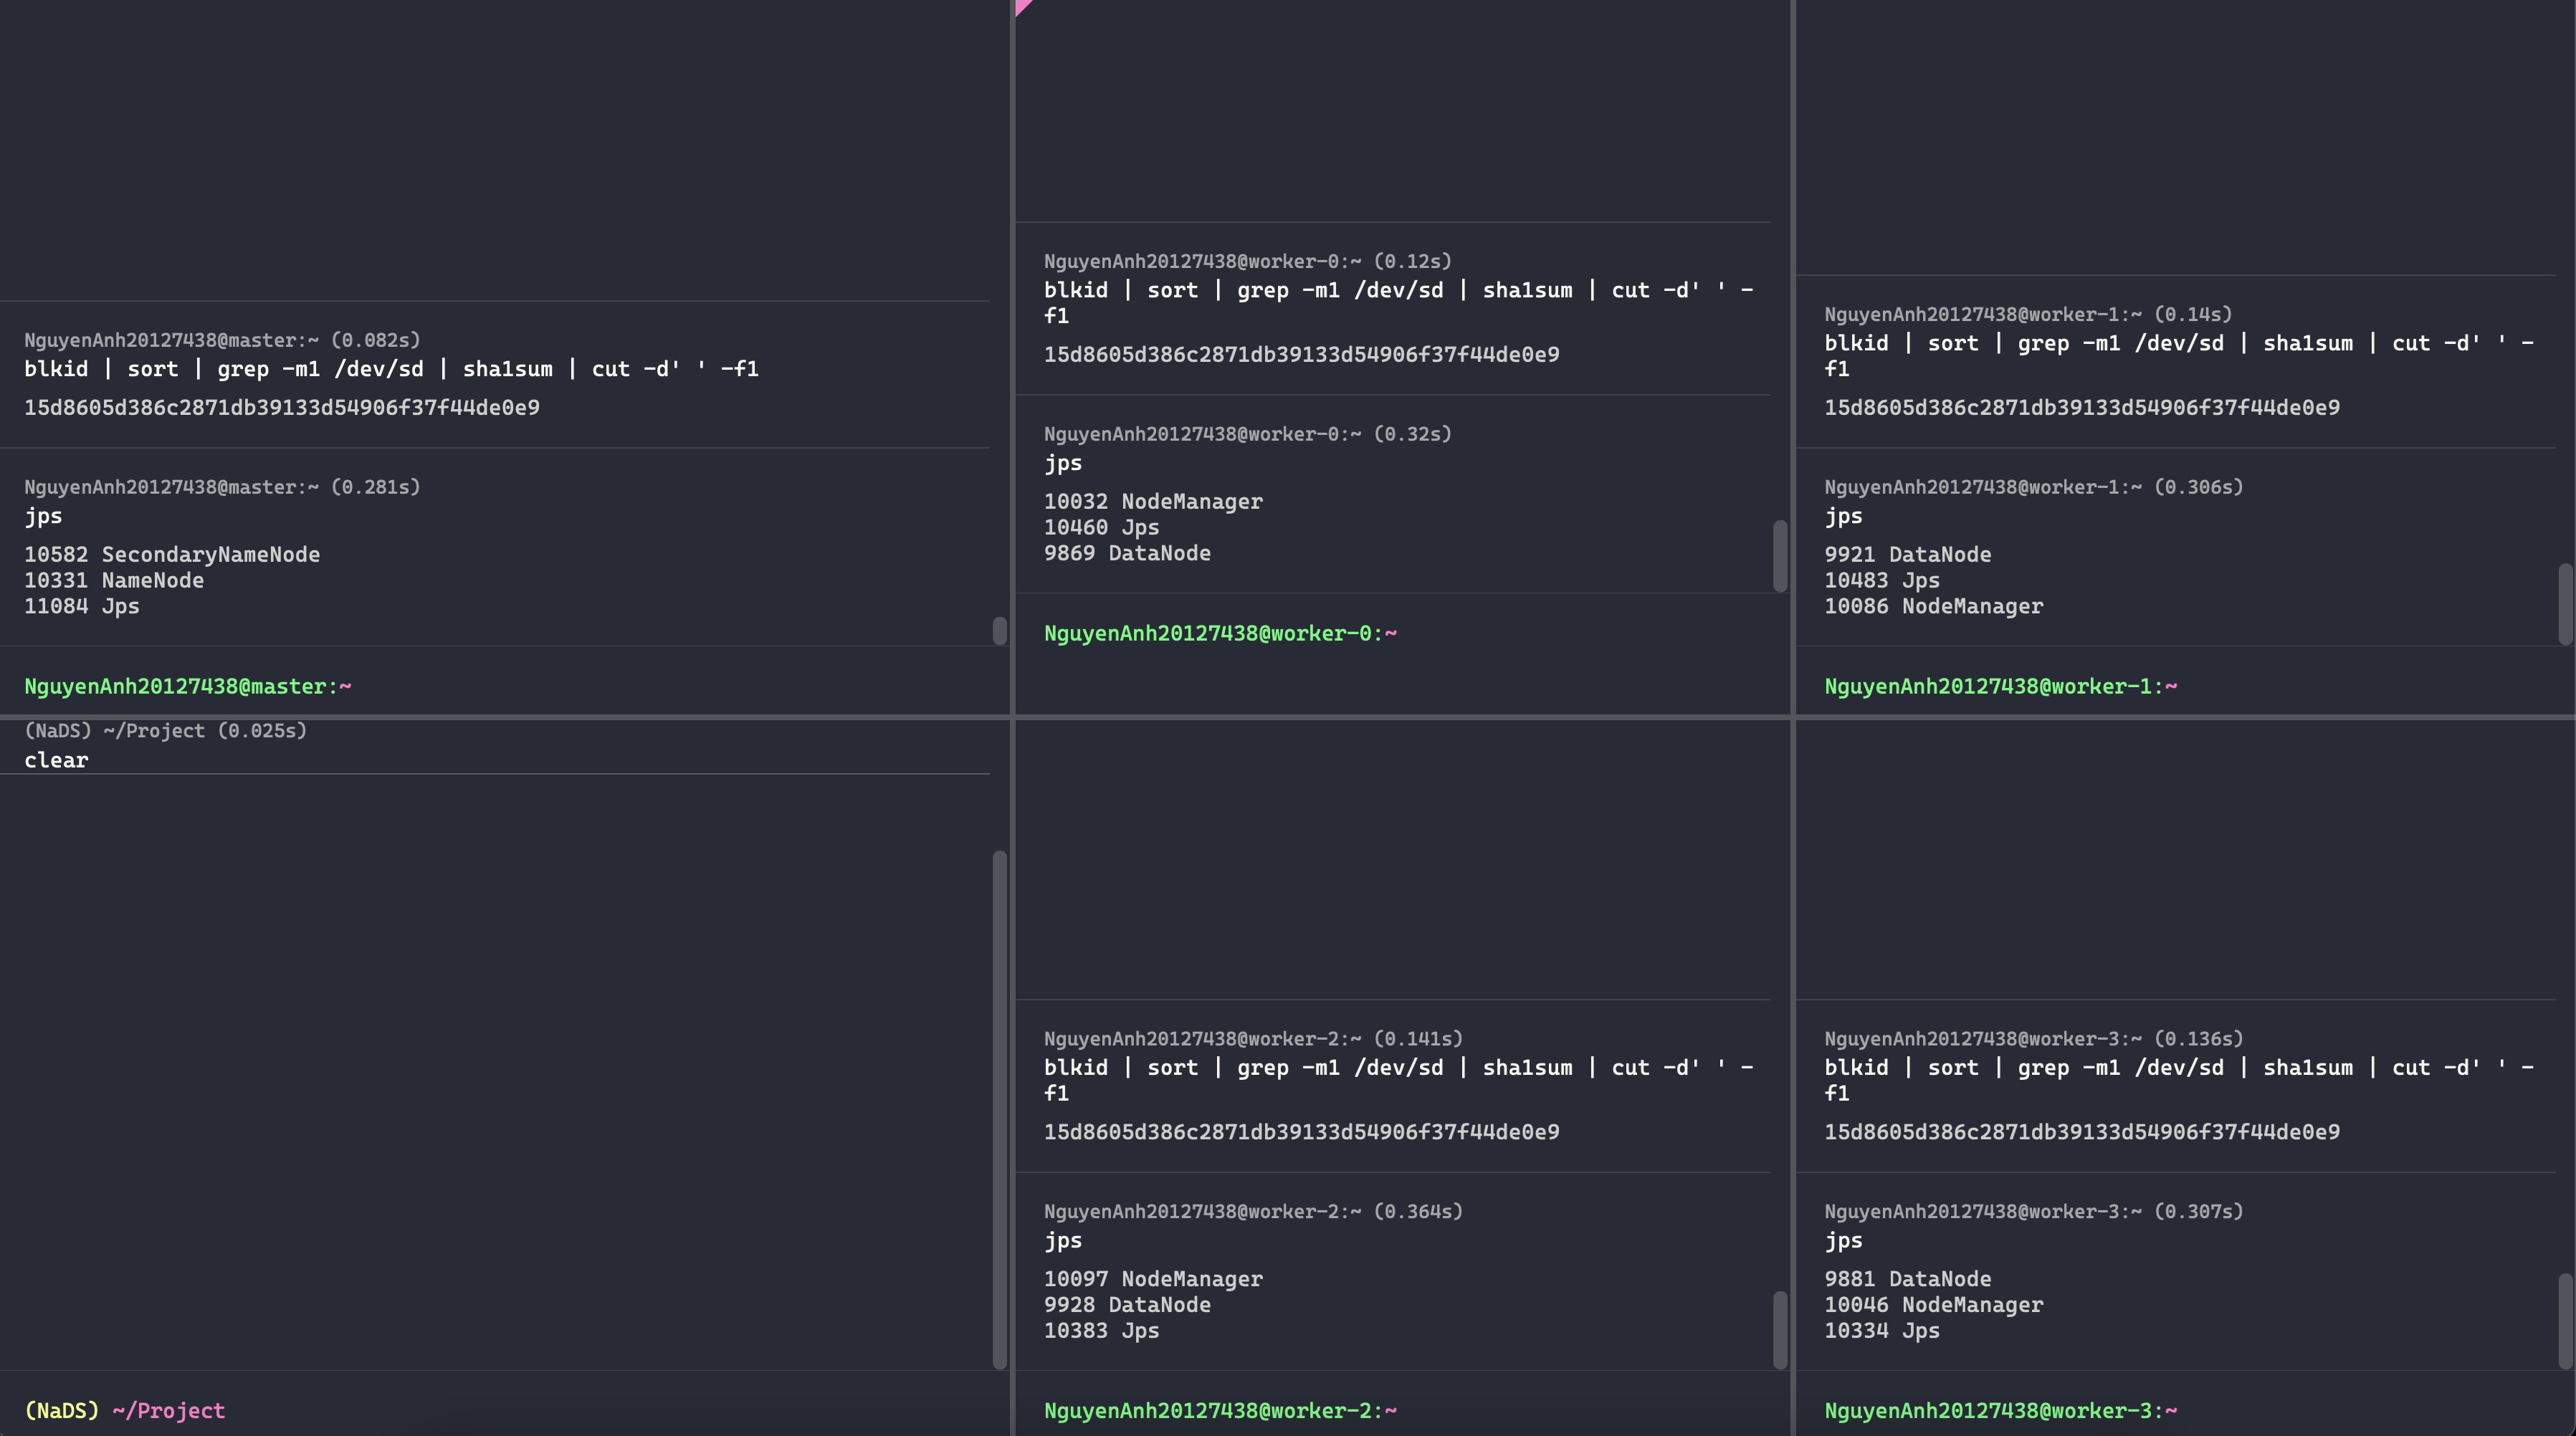 NguyenAnh20127438@master:~ (0.082s)
blkid | sort | grep -m1 /dev/sd | sha1sum | cut -d' ' -f1
15d8605d386c2871db39133d54906f37f44de0e9
NguyenAnh20127438@master:~ (0.281s)
jps
10582 SecondaryNameNode
10331 NameNode
11084 Jps
NguyenAnh20127438@master:~
NguyenAnh20127438@worker-0:~ (0.12s)
blkid | sort | grep -m1 /dev/sd | sha1sum | cut -d' ' -
f1
15d8605d386c2871db39133d54906f37f44de0e9
NguyenAnh20127438@worker-0:~ (0.32s)
jps
10032 NodeManager
10460 Jps
9869 DataNode
NguyenAnh20127438@worker-0:~
NguyenAnh20127438@worker-1:~ (0.14s)
blkid | sort | grep -m1 /dev/sd | sha1sum | cut -d' ' -
f1
15d8605d386c2871db39133d54906f37f44de0e9
NguyenAnh20127438@worker-1:~ (0.306s)
jps
9921 DataNode
10483 Jps
10086 NodeManager
NguyenAnh20127438@worker-1:~
(NaDS) ~/Project (0.025s)
clear
(NaDS) ~/Project
NguyenAnh20127438@worker-2:~ (0.141s)
blkid | sort | grep -m1 /dev/sd | sha1sum | cut -d' ' -
f1
15d8605d386c2871db39133d54906f37f44de0e9
NguyenAnh20127438@worker-2:~ (0.364s)
jps
10097 NodeManager
9928 DataNode
10383 Jps
NguyenAnh20127438@worker-2:~
NguyenAnh20127438@worker-3:~ (0.136s)
blkid | sort | grep -m1 /dev/sd | sha1sum | cut -d' ' -
f1
15d8605d386c2871db39133d54906f37f44de0e9
NguyenAnh20127438@worker-3:~ (0.307s)
jps
9881 DataNode
10046 NodeManager
10334 Jps
NguyenAnh20127438@worker-3:~